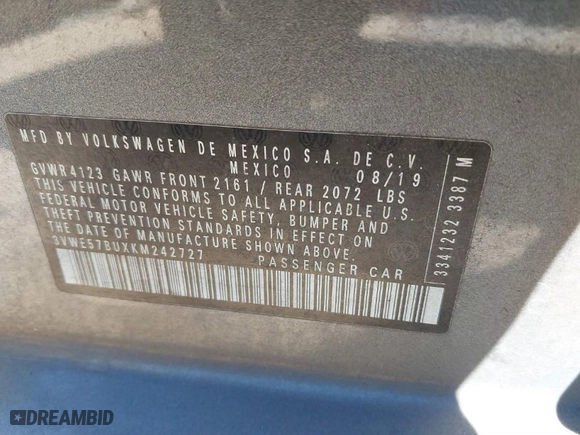 MFD BY VOLKSWAGEN DE MEXICO S.A. DE C.V.
MEXICO 08/19
GVWR4123 GAWR FRONT 2161 / REAR 2072 LBS
THIS VEHICLE CONFORMS TO ALL APPLICABLE U.S.
FEDERAL MOTOR VEHICLE SAFETY, BUMPER AND
THEFT PREVENTION STANDARDS IN EFFECT ON
THE DATE OF MANUFACTURE SHOWN ABOVE.
3VWE57BUXKM242727 PASSENGER CAR
3341232 3387 M
DREAMBID